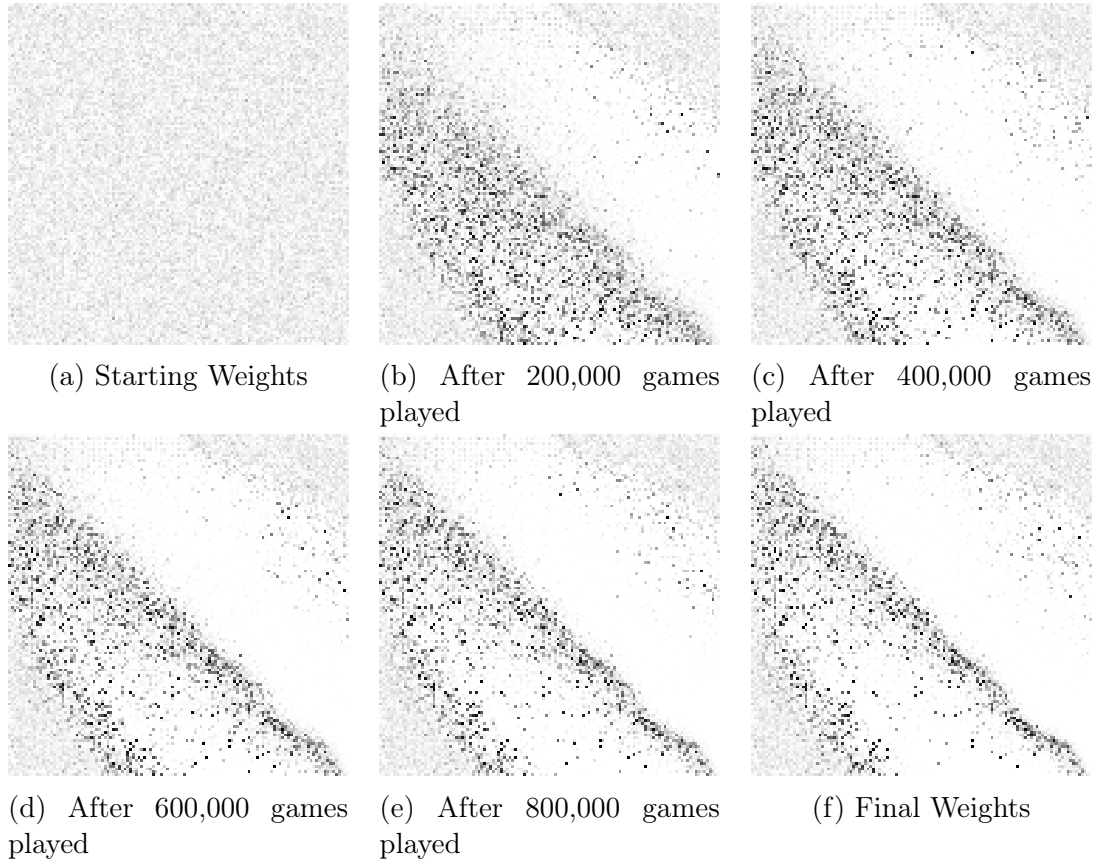 (a) Starting Weights
(b) After 200,000 games
played
(c) After 400,000 games
played
(d) After 600,000 games
played
(e) After 800,000 games
played
(f) Final Weights